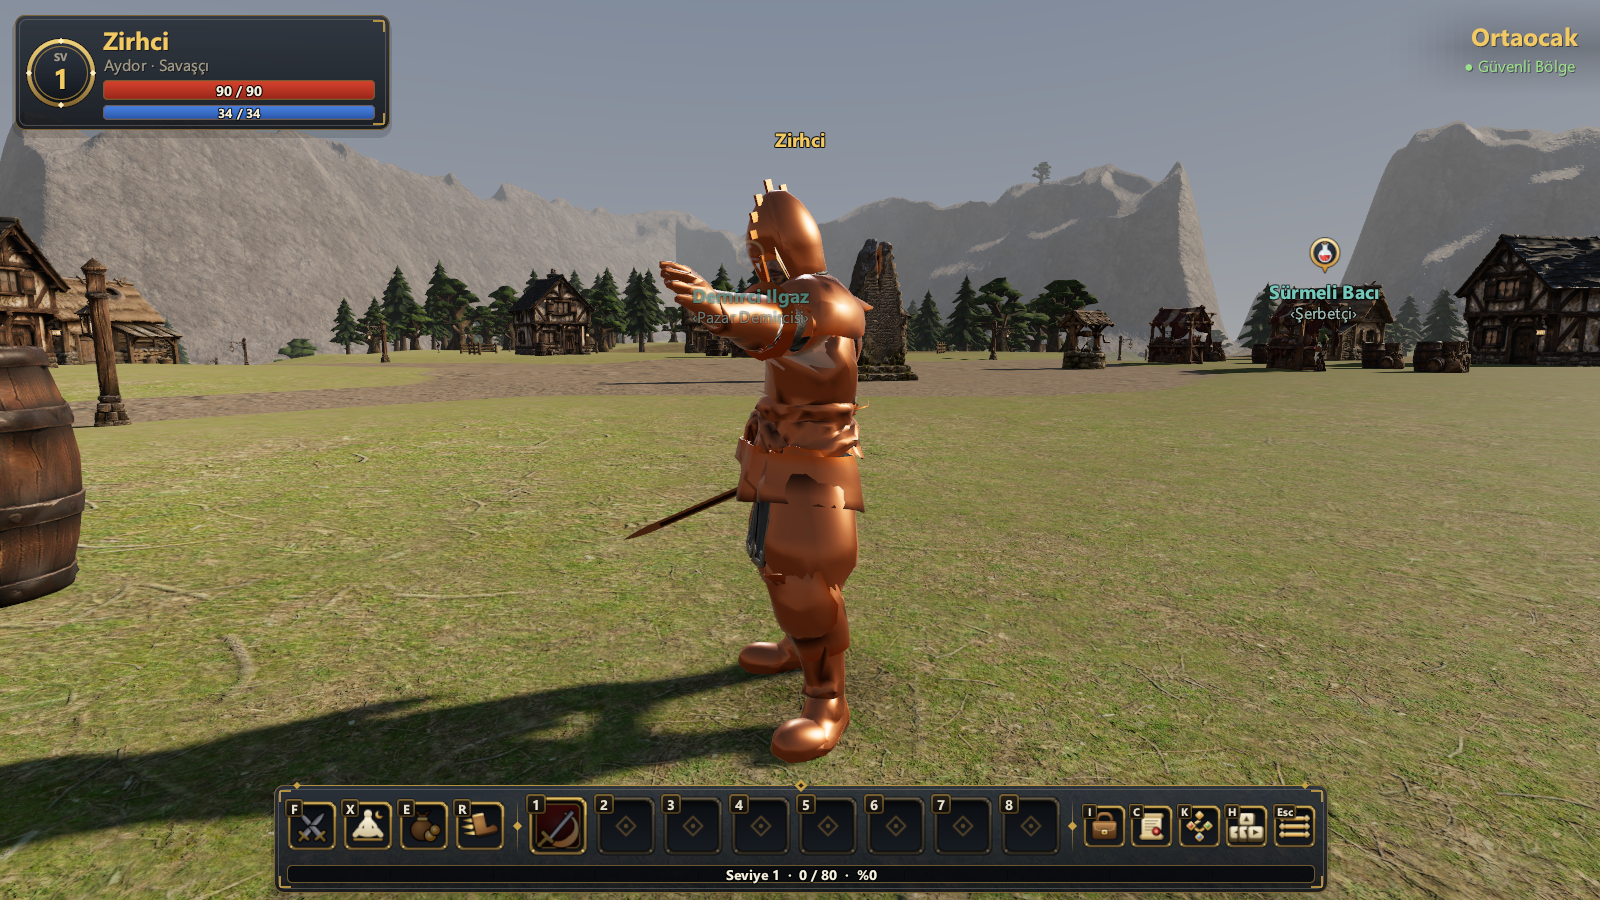 SV
1
Zirhci
Aydor · Savaşçı
90 / 90
34 / 34
Ortaocak
Güvenli Bölge
Zirhci
Demirci Ilgaz
‹Pazar Demircisi›
Sürmeli Bacı
‹Şerbetçi›
F
X
E
R
1
2
3
4
5
6
7
8
I
C
K
H
Esc
Seviye 1 · 0 / 80 · %0